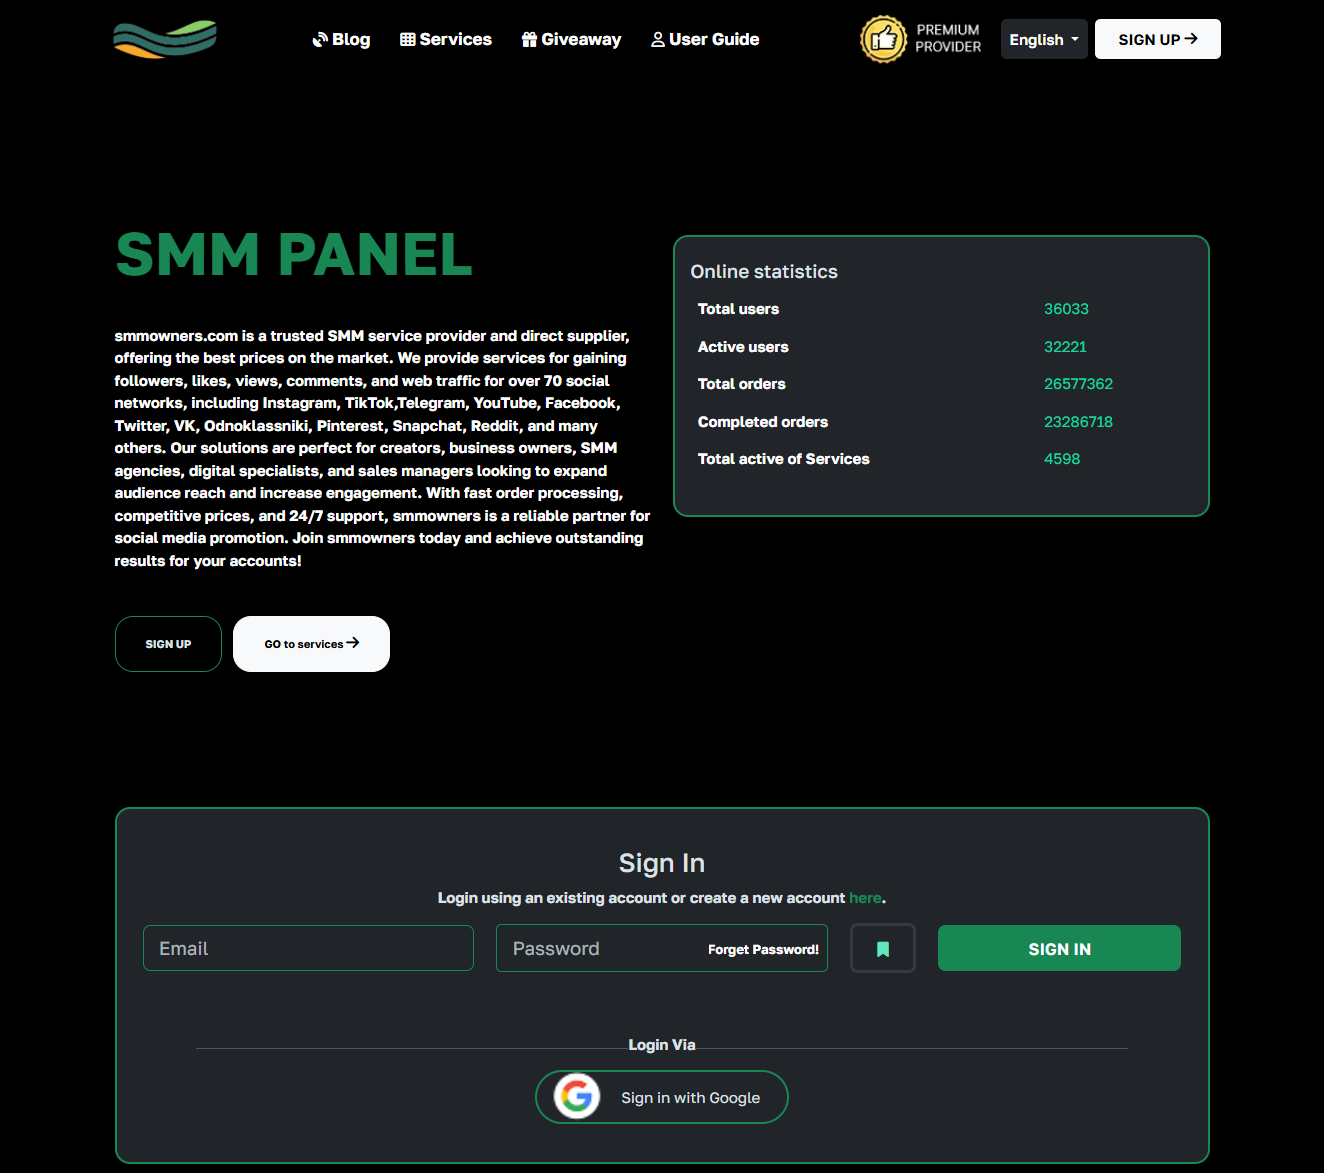 Blog
Services
Giveaway
User Guide
PREMIUM
PROVIDER
English
SIGN UP
SMM PANEL
smmowners.com is a trusted SMM service provider and direct supplier,
offering the best prices on the market. We provide services for gaining
followers, likes, views, comments, and web traffic for over 70 social
networks, including Instagram, TikTok,Telegram, YouTube, Facebook,
Twitter, VK, Odnoklassniki, Pinterest, Snapchat, Reddit, and many
others. Our solutions are perfect for creators, business owners, SMM
agencies, digital specialists, and sales managers looking to expand
audience reach and increase engagement. With fast order processing,
competitive prices, and 24/7 support, smmowners is a reliable partner for
social media promotion. Join smmowners today and achieve outstanding
results for your accounts!
SIGN UP
GO to services
Online statistics
Total users 36033
Active users 32221
Total orders 26577362
Completed orders 23286718
Total active of Services 4598
Sign In
Login using an existing account or create a new account here.
Email
Password
Forget Password!
SIGN IN
Login Via
Sign in with Google